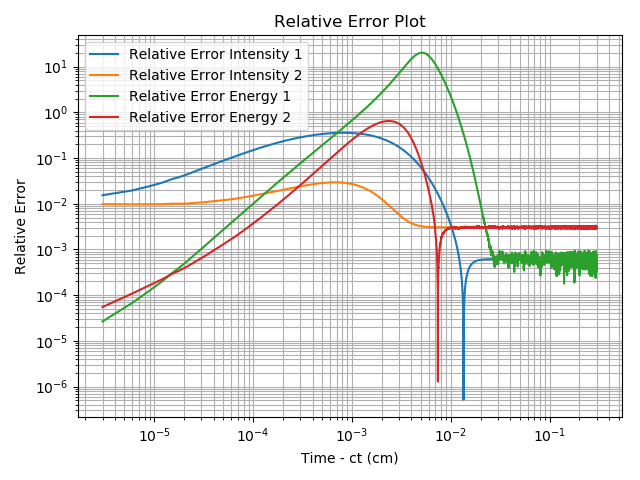 Relative Error Plot
Relative Error Intensity 1
Relative Error Intensity 2
Relative Error Energy 1
Relative Error Energy 2
Relative Error
10¹
10⁰
10⁻¹
10⁻²
10⁻³
10⁻⁴
10⁻⁵
10⁻⁶
10⁻⁵ 10⁻⁴ 10⁻³ 10⁻² 10⁻¹
Time - ct (cm)